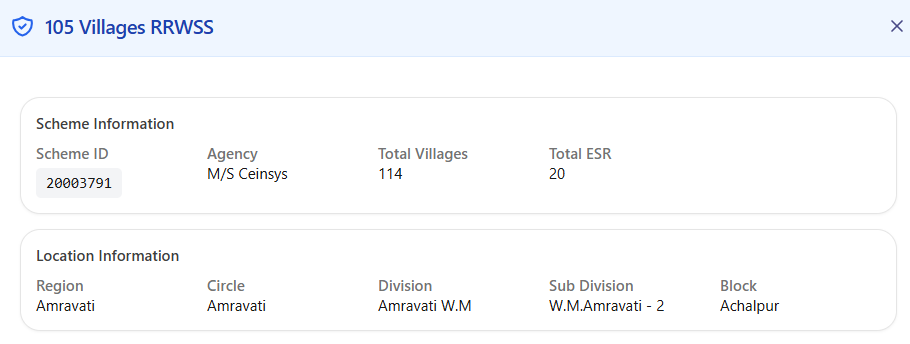 105 Villages RRWSS
Scheme Information
Scheme ID Agency Total Villages Total ESR
20003791 M/S Ceinsys 114 20
Location Information
Region Circle Division Sub Division Block
Amravati Amravati Amravati W.M W.M.Amravati - 2 Achalpur